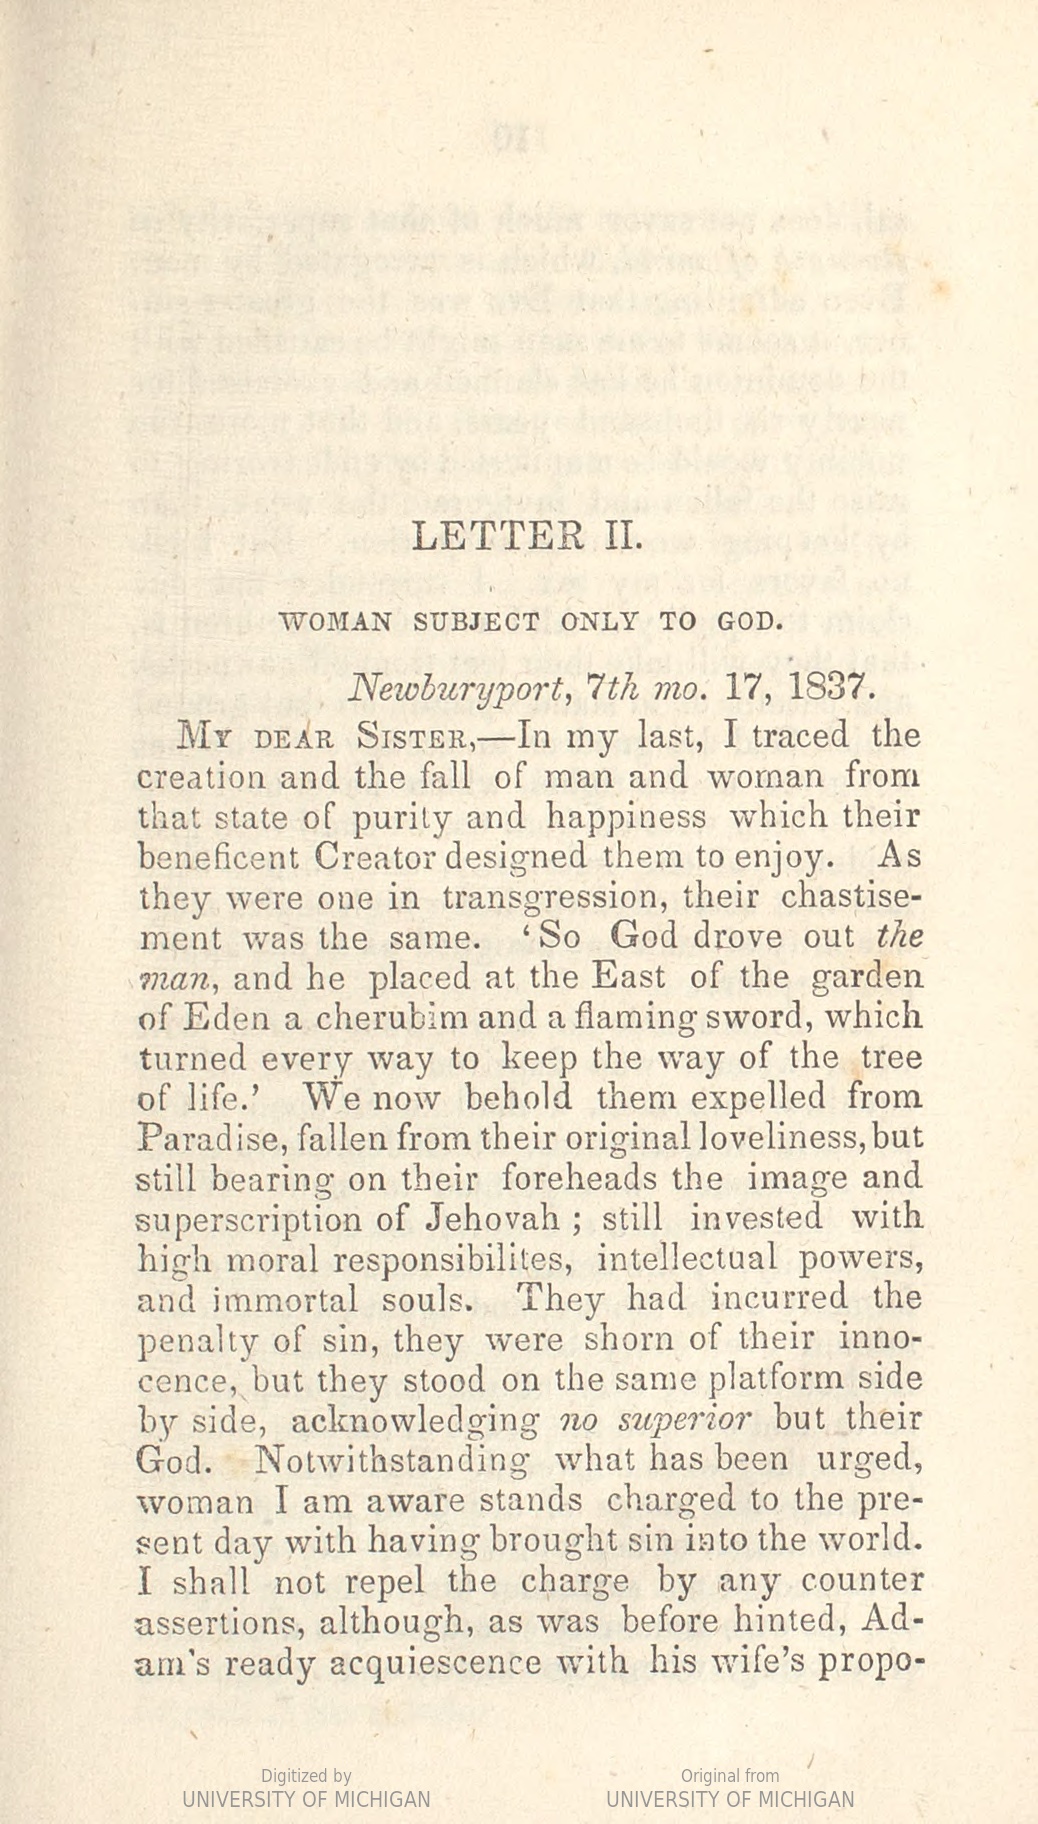 LETTER II.
WOMAN SUBJECT ONLY TO GOD.
Newburyport, 7th mo. 17, 1837.
MY DEAR SISTER,—In my last, I traced the
creation and the fall of man and woman from
that state of purity and happiness which their
beneficent Creator designed them to enjoy. As
they were one in transgression, their chastise-
ment was the same. ‘So God drove out the
man, and he placed at the East of the garden
of Eden a cherubim and a flaming sword, which
turned every way to keep the way of the tree
of life.’ We now behold them expelled from
Paradise, fallen from their original loveliness, but
still bearing on their foreheads the image and
superscription of Jehovah ; still invested with
high moral responsibilites, intellectual powers,
and immortal souls. They had incurred the
penalty of sin, they were shorn of their inno-
cence, but they stood on the same platform side
by side, acknowledging no superior but their
God. Notwithstanding what has been urged,
woman I am aware stands charged to the pre-
sent day with having brought sin into the world.
I shall not repel the charge by any counter
assertions, although, as was before hinted, Ad-
am's ready acquiescence with his wife's propo-
Digitized by
UNIVERSITY OF MICHIGAN
Original from
UNIVERSITY OF MICHIGAN